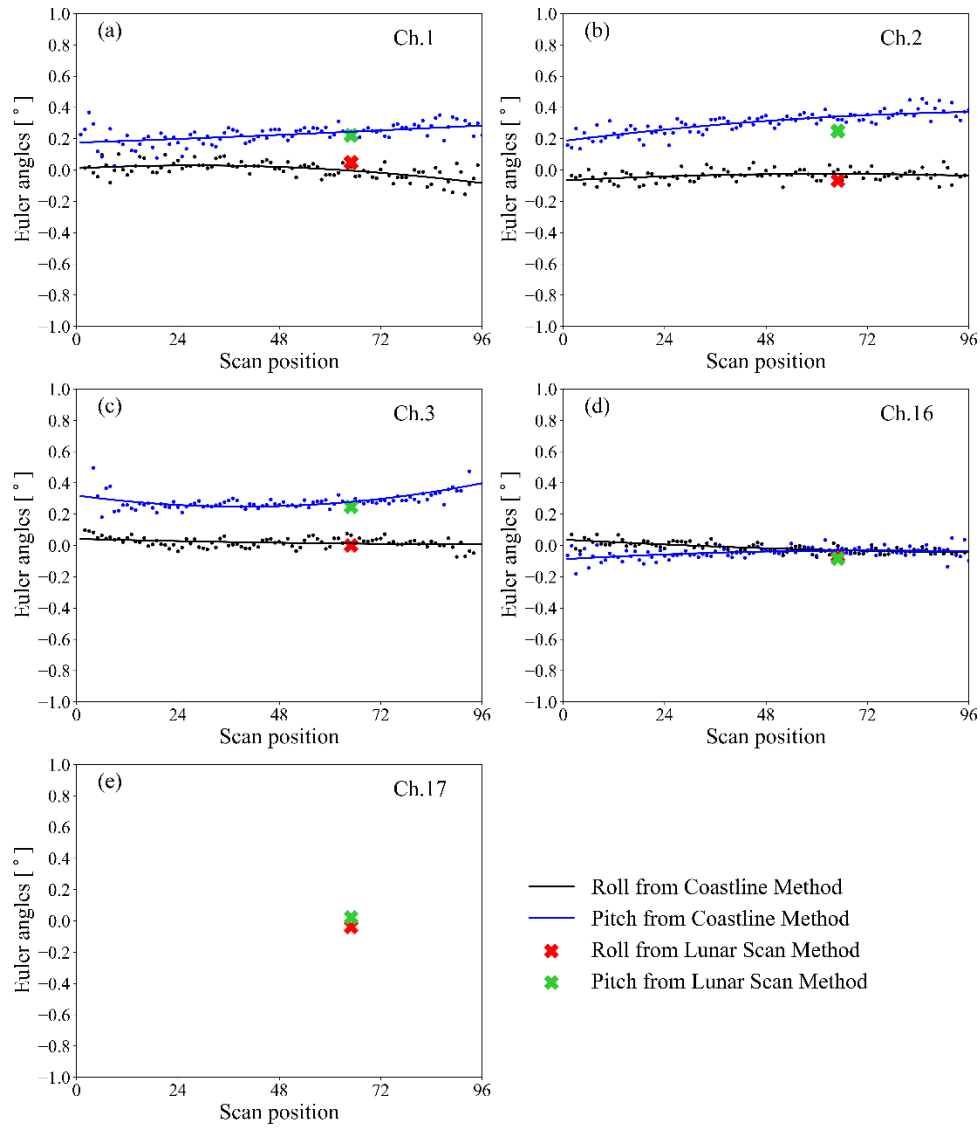 (a) Ch.1
1.0
0.8
0.6
0.4
0.2
0.0
−0.2
−0.4
−0.6
−0.8
−1.0
Euler angles [ ° ]
0 24 48 72 96
Scan position
(b) Ch.2
1.0
0.8
0.6
0.4
0.2
0.0
−0.2
−0.4
−0.6
−0.8
−1.0
Euler angles [ ° ]
0 24 48 72 96
Scan position
(c) Ch.3
1.0
0.8
0.6
0.4
0.2
0.0
−0.2
−0.4
−0.6
−0.8
−1.0
Euler angles [ ° ]
0 24 48 72 96
Scan position
(d) Ch.16
1.0
0.8
0.6
0.4
0.2
0.0
−0.2
−0.4
−0.6
−0.8
−1.0
Euler angles [ ° ]
0 24 48 72 96
Scan position
(e) Ch.17
1.0
0.8
0.6
0.4
0.2
0.0
−0.2
−0.4
−0.6
−0.8
−1.0
Euler angles [ ° ]
0 24 48 72 96
Scan position
Roll from Coastline Method
Pitch from Coastline Method
Roll from Lunar Scan Method
Pitch from Lunar Scan Method